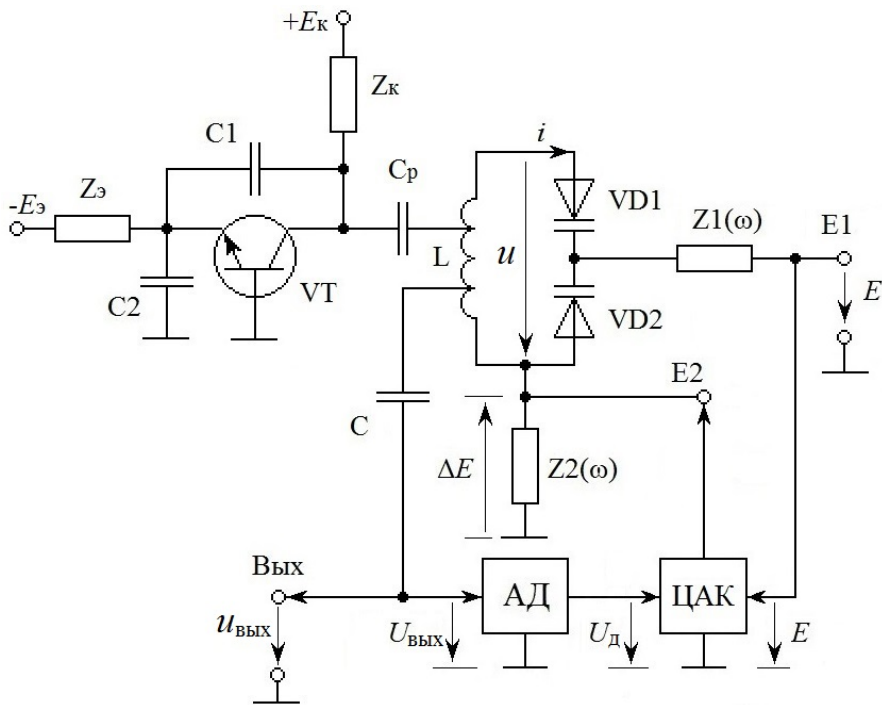 +Eк
Zк
C1
i
Cр
-Eэ
Zэ
VD1
Z1(ω)
E1
L
u
E
C2
VT
VD2
E2
C
ΔE
Z2(ω)
Вых
АД
ЦАК
uвых
Uвых
Uд
E